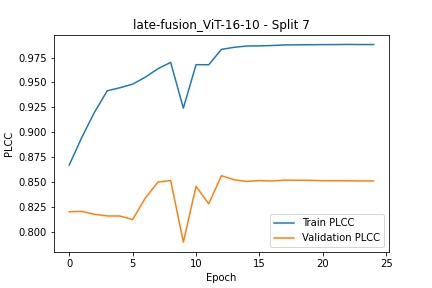 late-fusion_ViT-16-10 - Split 7
PLCC
0.975
0.950
0.925
0.900
0.875
0.850
0.825
0.800
0 5 10 15 20 25
Epoch
Train PLCC
Validation PLCC